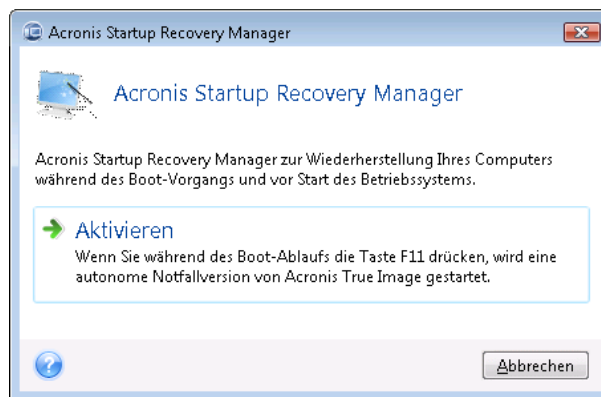 Acronis Startup Recovery Manager
Acronis Startup Recovery Manager
Acronis Startup Recovery Manager zur Wiederherstellung Ihres Computers
während des Boot-Vorgangs und vor Start des Betriebssystems.
Aktivieren
Wenn Sie während des Boot-Ablaufs die Taste F11 drücken, wird eine
autonome Notfallversion von Acronis True Image gestartet.
?
Abbrechen